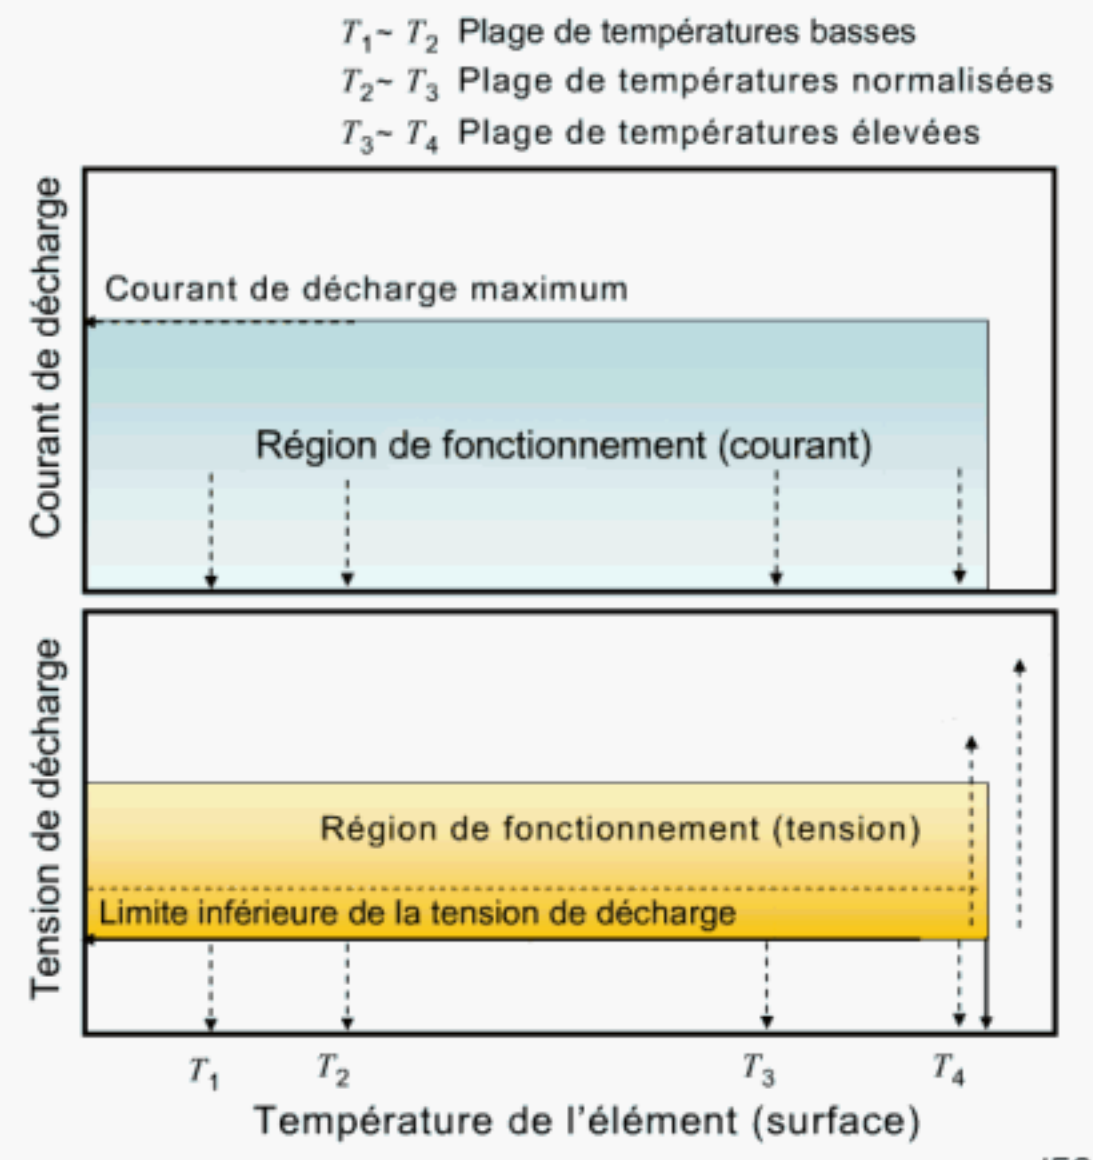 T1~ T2 Plage de températures basses
T2~ T3 Plage de températures normalisées
T3~ T4 Plage de températures élevées
Courant de décharge
Courant de décharge maximum
Région de fonctionnement (courant)
Tension de décharge
Région de fonctionnement (tension)
Limite inférieure de la tension de décharge
T1 T2 T3 T4
Température de l'élément (surface)